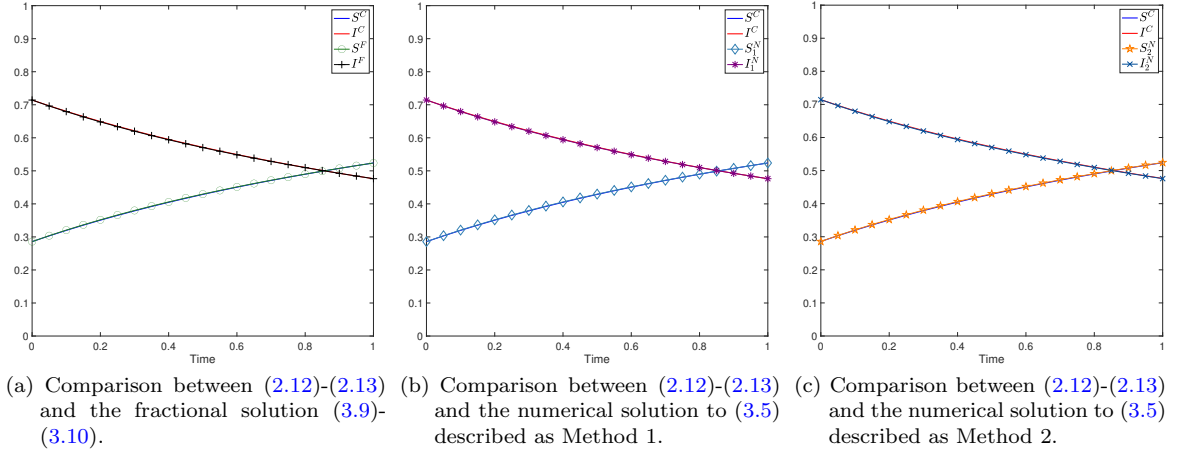 1
0.9
0.8
0.7
0.6
0.5
0.4
0.3
0.2
0.1
0
0 0.2 0.4 0.6 0.8 1
Time
S^C
I^C
S^F
I^F
1
0.9
0.8
0.7
0.6
0.5
0.4
0.3
0.2
0.1
0
0 0.2 0.4 0.6 0.8 1
Time
S^C
I^C
S_1^N
I_1^N
1
0.9
0.8
0.7
0.6
0.5
0.4
0.3
0.2
0.1
0
0 0.2 0.4 0.6 0.8 1
Time
S^C
I^C
S_2^N
I_2^N
(a) Comparison between (2.12)-(2.13)
and the fractional solution (3.9)-
(3.10).
(b) Comparison between (2.12)-(2.13)
and the numerical solution to (3.5)
described as Method 1.
(c) Comparison between (2.12)-(2.13)
and the numerical solution to (3.5)
described as Method 2.